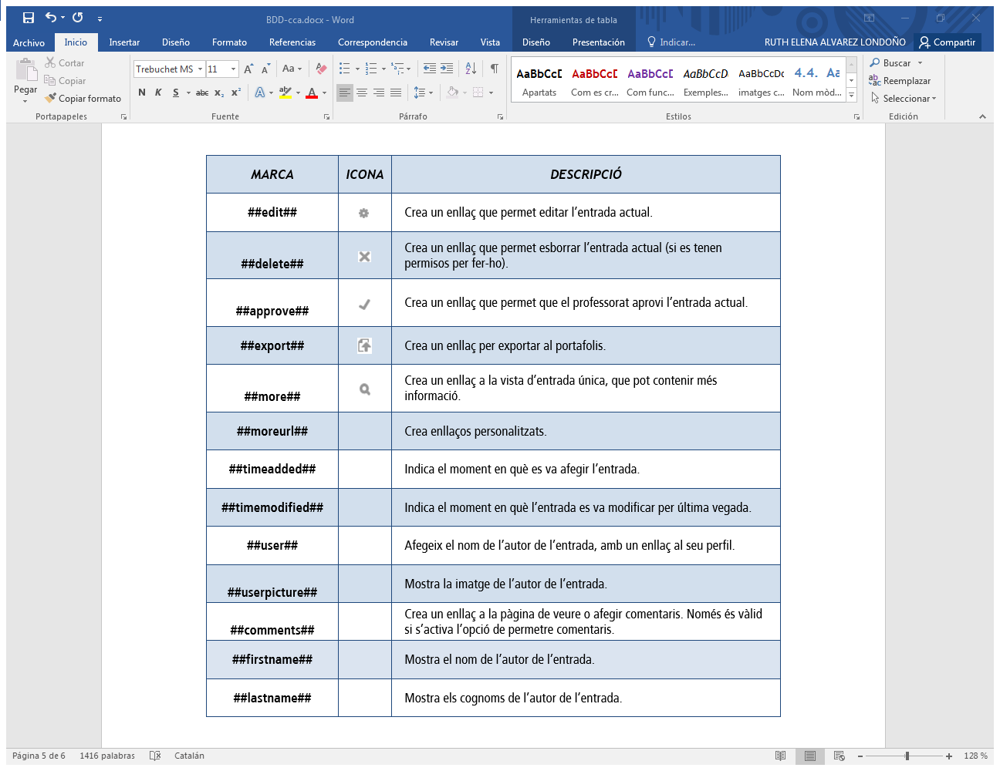 BDD-cca.docx - Word
Herramientas de tabla
Archivo Inicio Insertar Diseño Formato Referencias Correspondencia Revisar Vista Diseño Presentación Indicar... RUTH ELENA ALVAREZ LONDOÑO Compartir
Pegar
Cortar
Copiar
Copiar formato
Portapapeles
Trebuchet MS 11 A A Aa
N K S abc x₂ x² A aby A
Fuente
Párrafo
AaBbCcI AaBbCcI AaBbCcI AaBbCcD AaBbCcDc 4.4. Aa
Apartats Com es cr... Com func... Exemples... imatges c... Nom mòd...
Estilos
Buscar
Reemplazar
Seleccionar
Edición
MARCA ICONA DESCRIPCIÓ
##edit## Crea un enllaç que permet editar l’entrada actual.
##delete## Crea un enllaç que permet esborrar l’entrada actual (si es tenen
permisos per fer-ho).
##approve## Crea un enllaç que permet que el professorat aprovi l’entrada actual.
##export## Crea un enllaç per exportar al portafolis.
##more## Crea un enllaç a la vista d’entrada única, que pot contenir més
informació.
##moreurl## Crea enllaços personalitzats.
##timeadded## Indica el moment en què es va afegir l’entrada.
##timemodified## Indica el moment en què l’entrada es va modificar per última vegada.
##user## Afegeix el nom de l’autor de l’entrada, amb un enllaç al seu perfil.
##userpicture## Mostra la imatge de l’autor de l’entrada.
##comments## Crea un enllaç a la pàgina de veure o afegir comentaris. Només és vàlid
si s’activa l’opció de permetre comentaris.
##firstname## Mostra el nom de l’autor de l’entrada.
##lastname## Mostra els cognoms de l’autor de l’entrada.
Página 5 de 6 1416 palabras Catalán 128 %